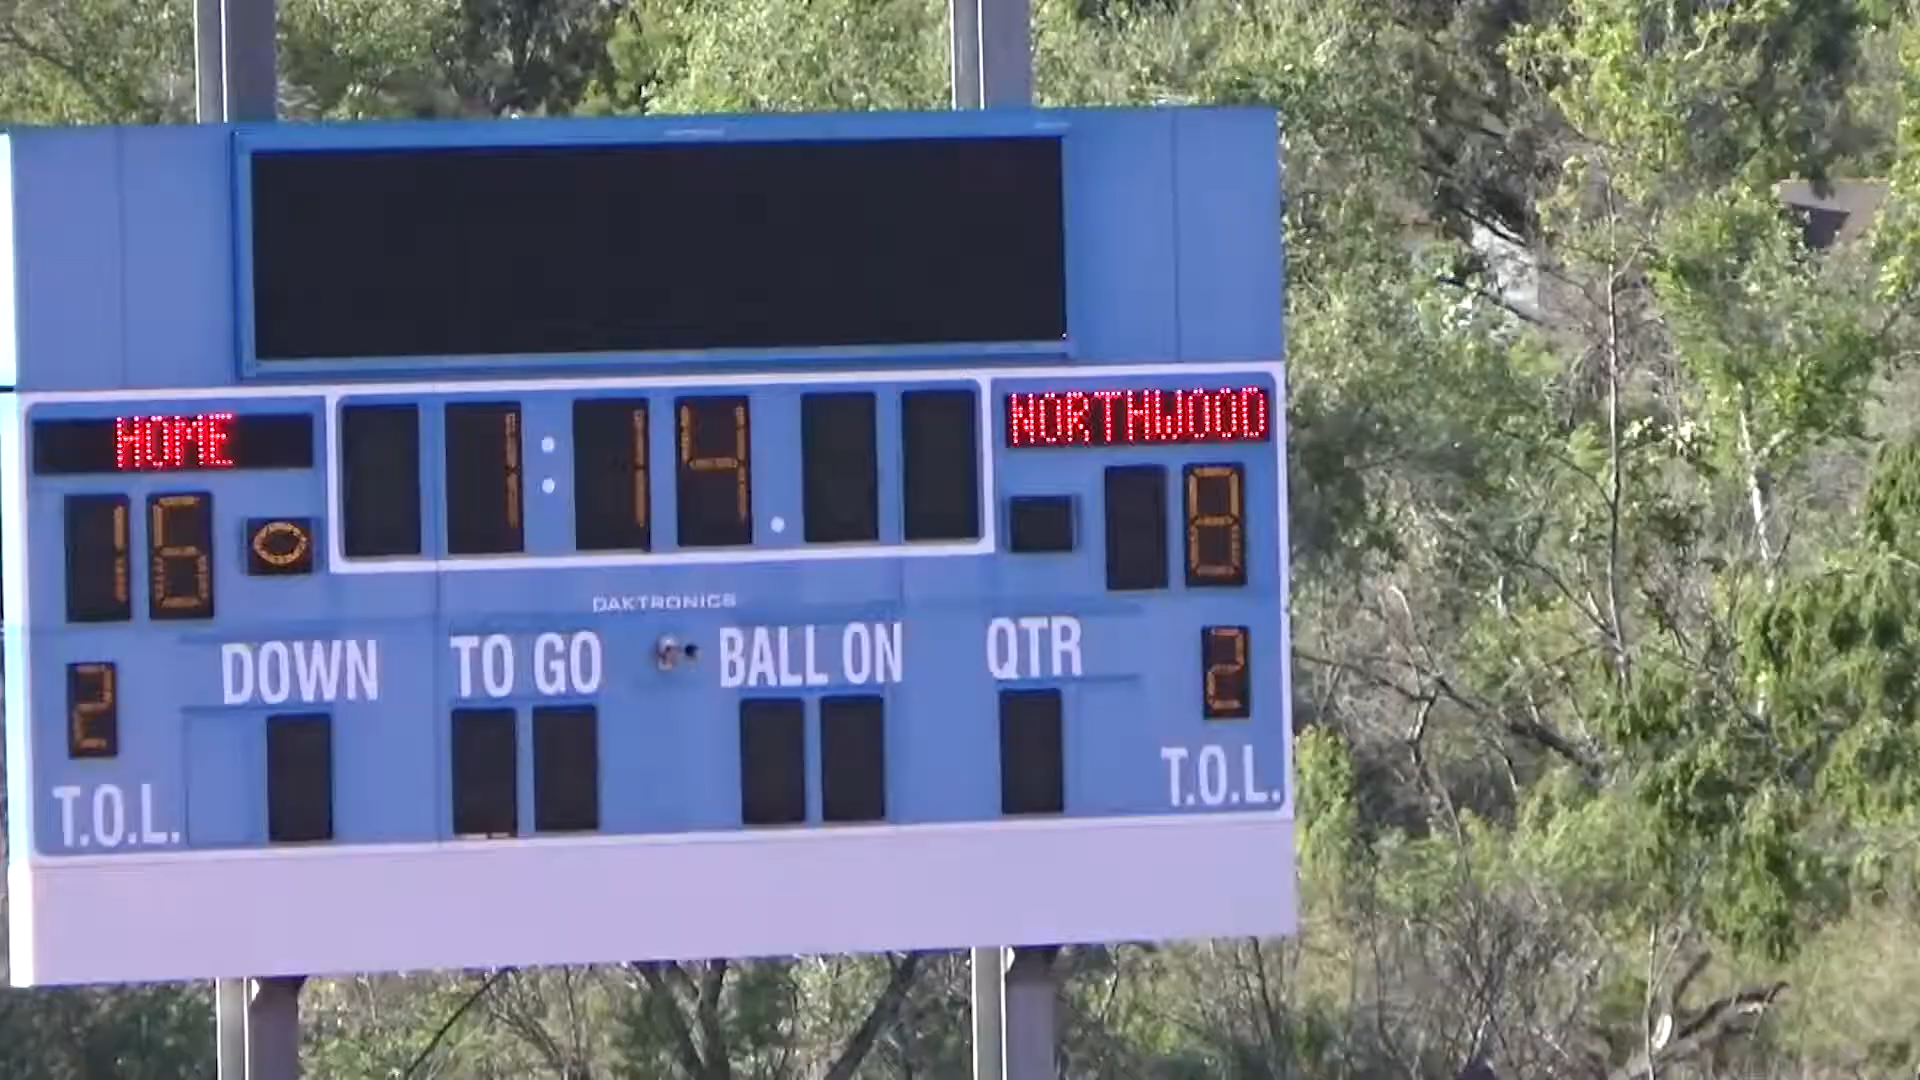 HOME
1:14.
NORTHWOOD
16
8
DAKTRONICS
DOWN
TO GO
BALL ON
QTR
2
2
T.O.L.
T.O.L.